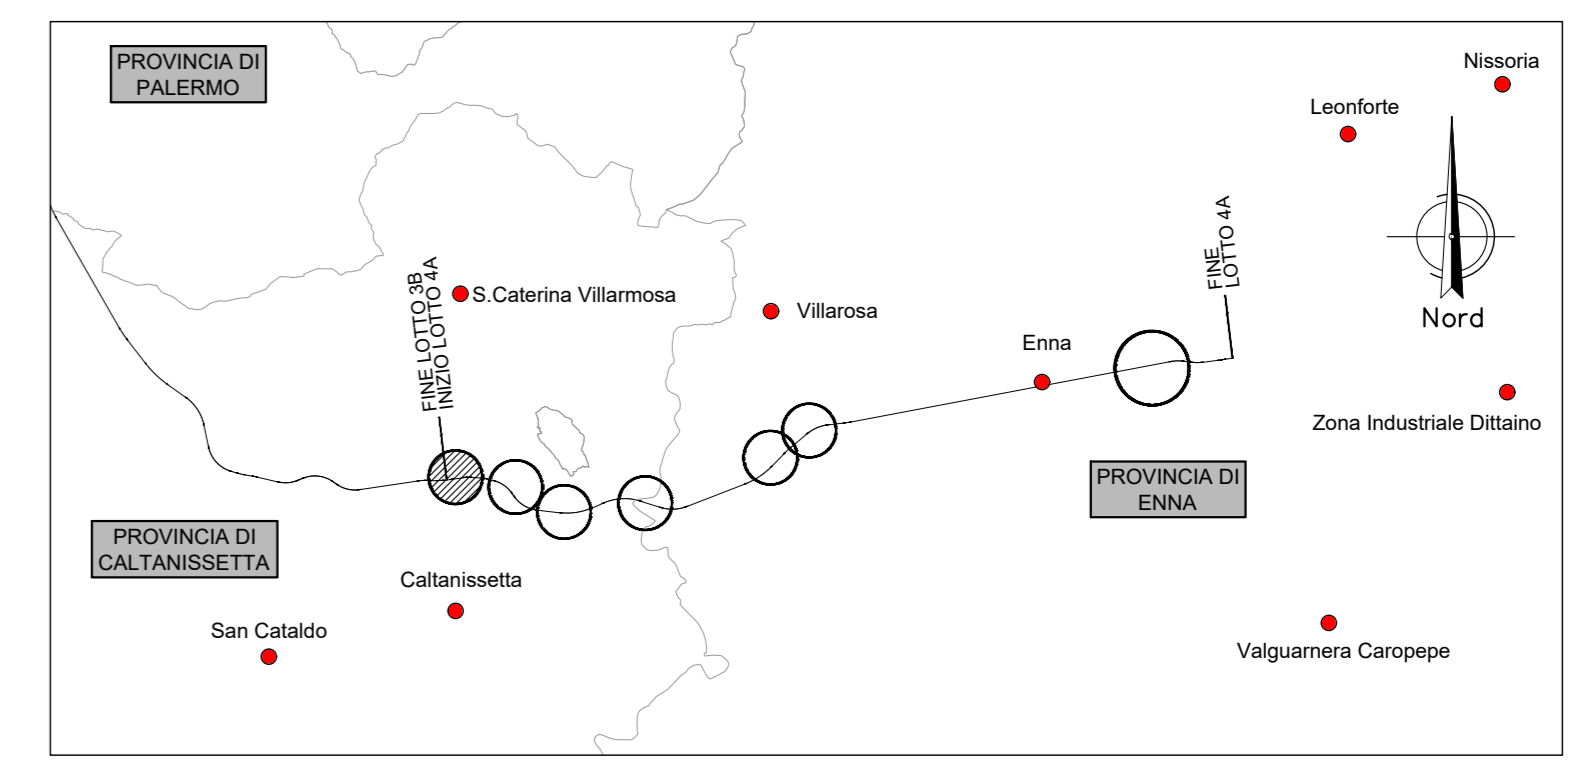 PROVINCIA DI
PALERMO
Nissoria
Leonforte
FINE
LOTTO 4A
FINE LOTTO 3B
INIZIO LOTTO 4A
S.Caterina Villarmosa
Villarosa
Nord
Enna
Zona Industriale Dittaino
PROVINCIA DI
ENNA
PROVINCIA DI
CALTANISSETTA
Caltanissetta
San Cataldo
Valguarnera Caropepe